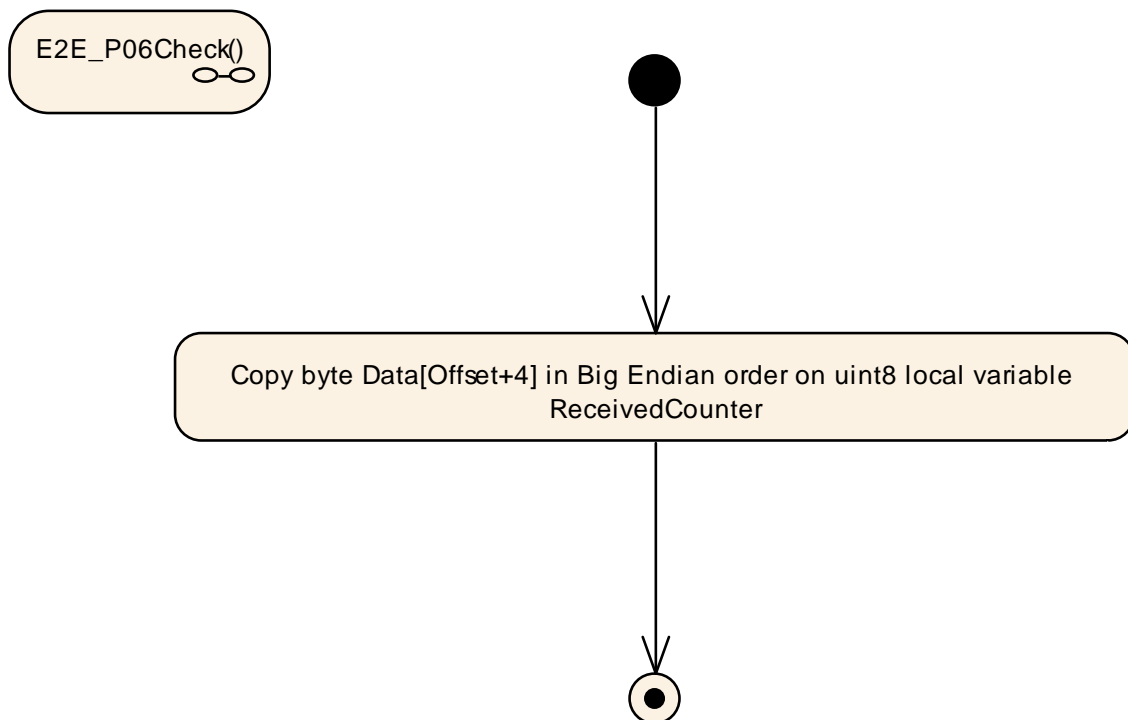 E2E_P06Check()
Copy byte Data[Offset+4] in Big Endian order on uint8 local variable
ReceivedCounter